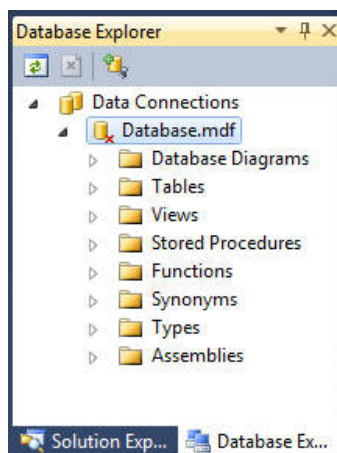 Database Explorer
Data Connections
Database.mdf
Database Diagrams
Tables
Views
Stored Procedures
Functions
Synonyms
Types
Assemblies
Solution Exp... Database Ex...